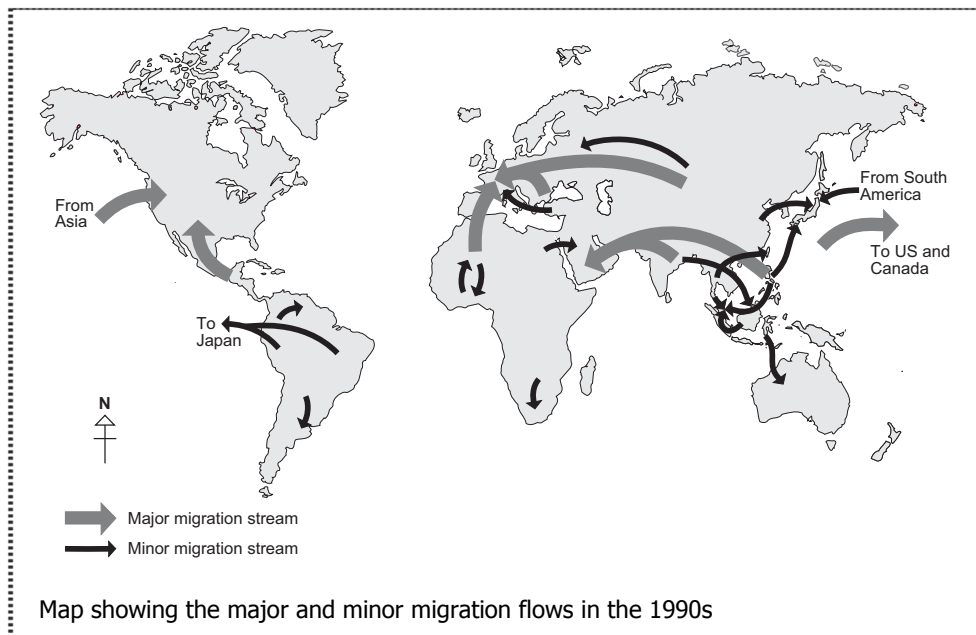 From
Asia
From South
America
To US and
Canada
To
Japan
N
Major migration stream
Minor migration stream
Map showing the major and minor migration flows in the 1990s